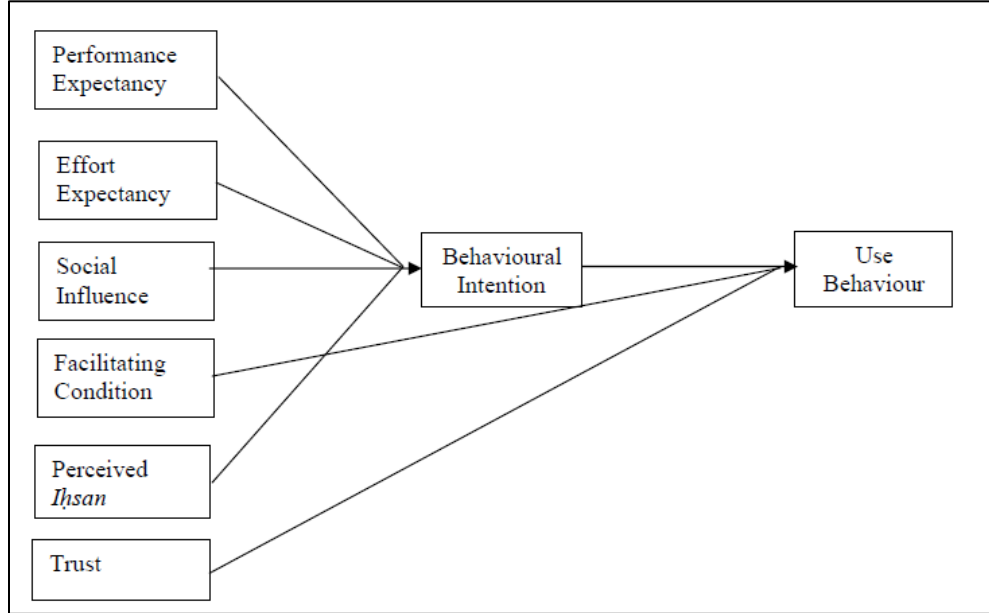 Performance
Expectancy
Effort
Expectancy
Social
Influence
Facilitating
Condition
Perceived
Iḥsan
Trust
Behavioural
Intention
Use
Behaviour